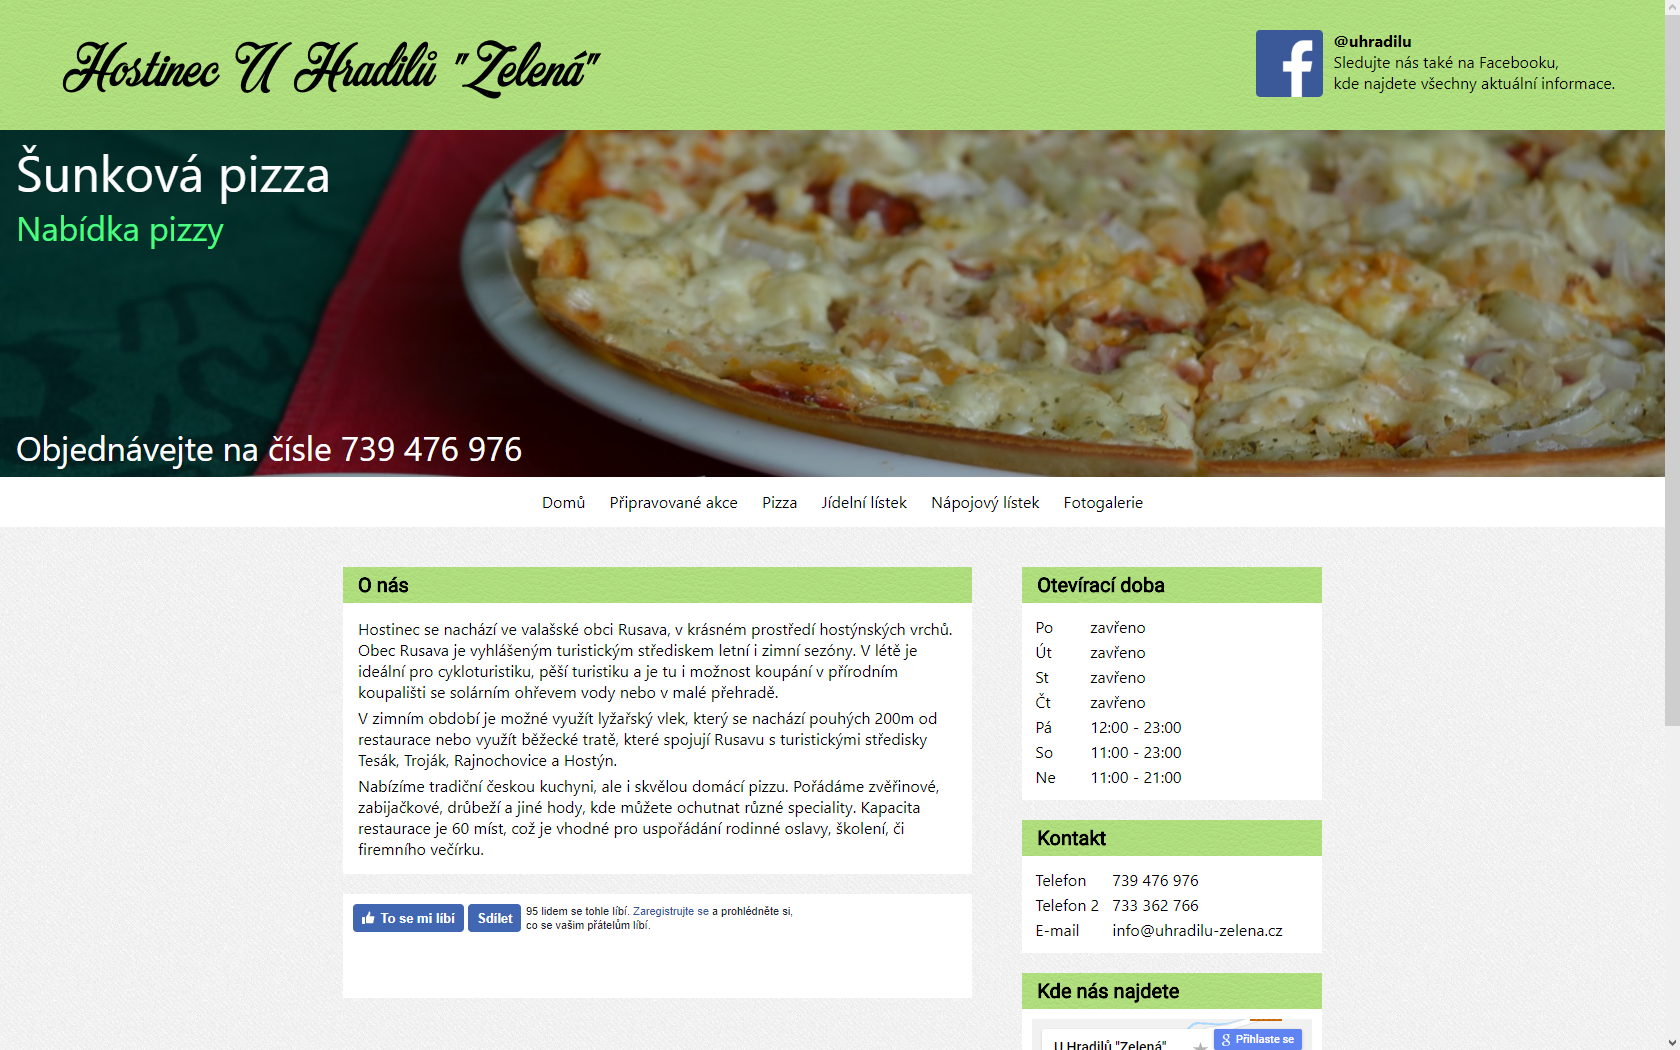 Hostinec U Hradilů "Zelená"
@uhradilu
Sledujte nás také na Facebooku,
kde najdete všechny aktuální informace.
Šunková pizza
Nabídka pizzy
Objednávejte na čísle 739 476 976
Domů Připravované akce Pizza Jídelní lístek Nápojový lístek Fotogalerie
O nás
Hostinec se nachází ve valašské obci Rusava, v krásném prostředí hostýnských vrchů.
Obec Rusava je vyhlášeným turistickým střediskem letní i zimní sezóny. V létě je
ideální pro cykloturistiku, pěší turistiku a je tu i možnost koupání v přírodním
koupališti se solárním ohřevem vody nebo v malé přehradě.
V zimním období je možné využít lyžařský vlek, který se nachází pouhých 200m od
restaurace nebo využít běžecké tratě, které spojují Rusavu s turistickými středisky
Tesák, Troják, Rajnochovice a Hostýn.
Nabízíme tradiční českou kuchyni, ale i skvělou domácí pizzu. Pořádáme zvěřinové,
zabijačkové, drůbeží a jiné hody, kde můžete ochutnat různé speciality. Kapacita
restaurace je 60 míst, což je vhodné pro uspořádání rodinné oslavy, školení, či
firemního večírku.
To se mi líbí Sdílet 95 lidem se tohle líbí. Zaregistrujte se a prohlédněte si,
co se vašim přátelům líbí.
Otevírací doba
Po zavřeno
Út zavřeno
St zavřeno
Čt zavřeno
Pá 12:00 - 23:00
So 11:00 - 23:00
Ne 11:00 - 21:00
Kontakt
Telefon 739 476 976
Telefon 2 733 362 766
E-mail info@uhradilu-zelena.cz
Kde nás najdete
U Hradilů "Zelená" Přihlaste se